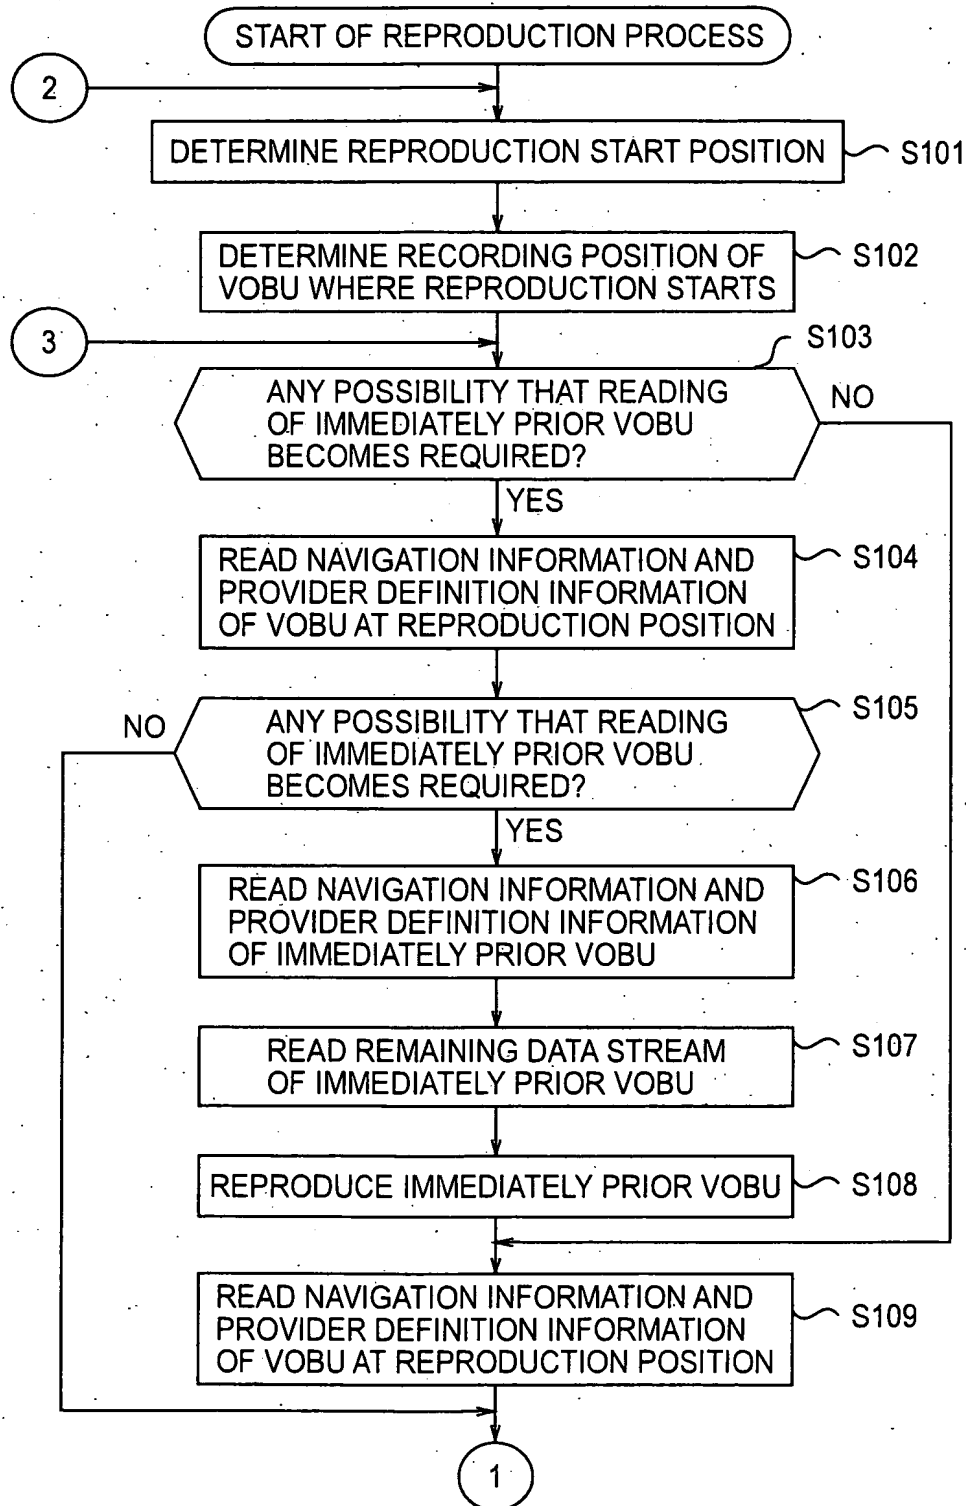 START OF REPRODUCTION PROCESS
2
DETERMINE REPRODUCTION START POSITION
S101
DETERMINE RECORDING POSITION OF
VOBU WHERE REPRODUCTION STARTS
S102
3
S103
ANY POSSIBILITY THAT READING
OF IMMEDIATELY PRIOR VOBU
BECOMES REQUIRED?
NO
YES
READ NAVIGATION INFORMATION AND
PROVIDER DEFINITION INFORMATION
OF VOBU AT REPRODUCTION POSITION
S104
NO
ANY POSSIBILITY THAT READING
OF IMMEDIATELY PRIOR VOBU
BECOMES REQUIRED?
S105
YES
READ NAVIGATION INFORMATION AND
PROVIDER DEFINITION INFORMATION
OF IMMEDIATELY PRIOR VOBU
S106
READ REMAINING DATA STREAM
OF IMMEDIATELY PRIOR VOBU
S107
REPRODUCE IMMEDIATELY PRIOR VOBU
S108
READ NAVIGATION INFORMATION AND
PROVIDER DEFINITION INFORMATION
OF VOBU AT REPRODUCTION POSITION
S109
1